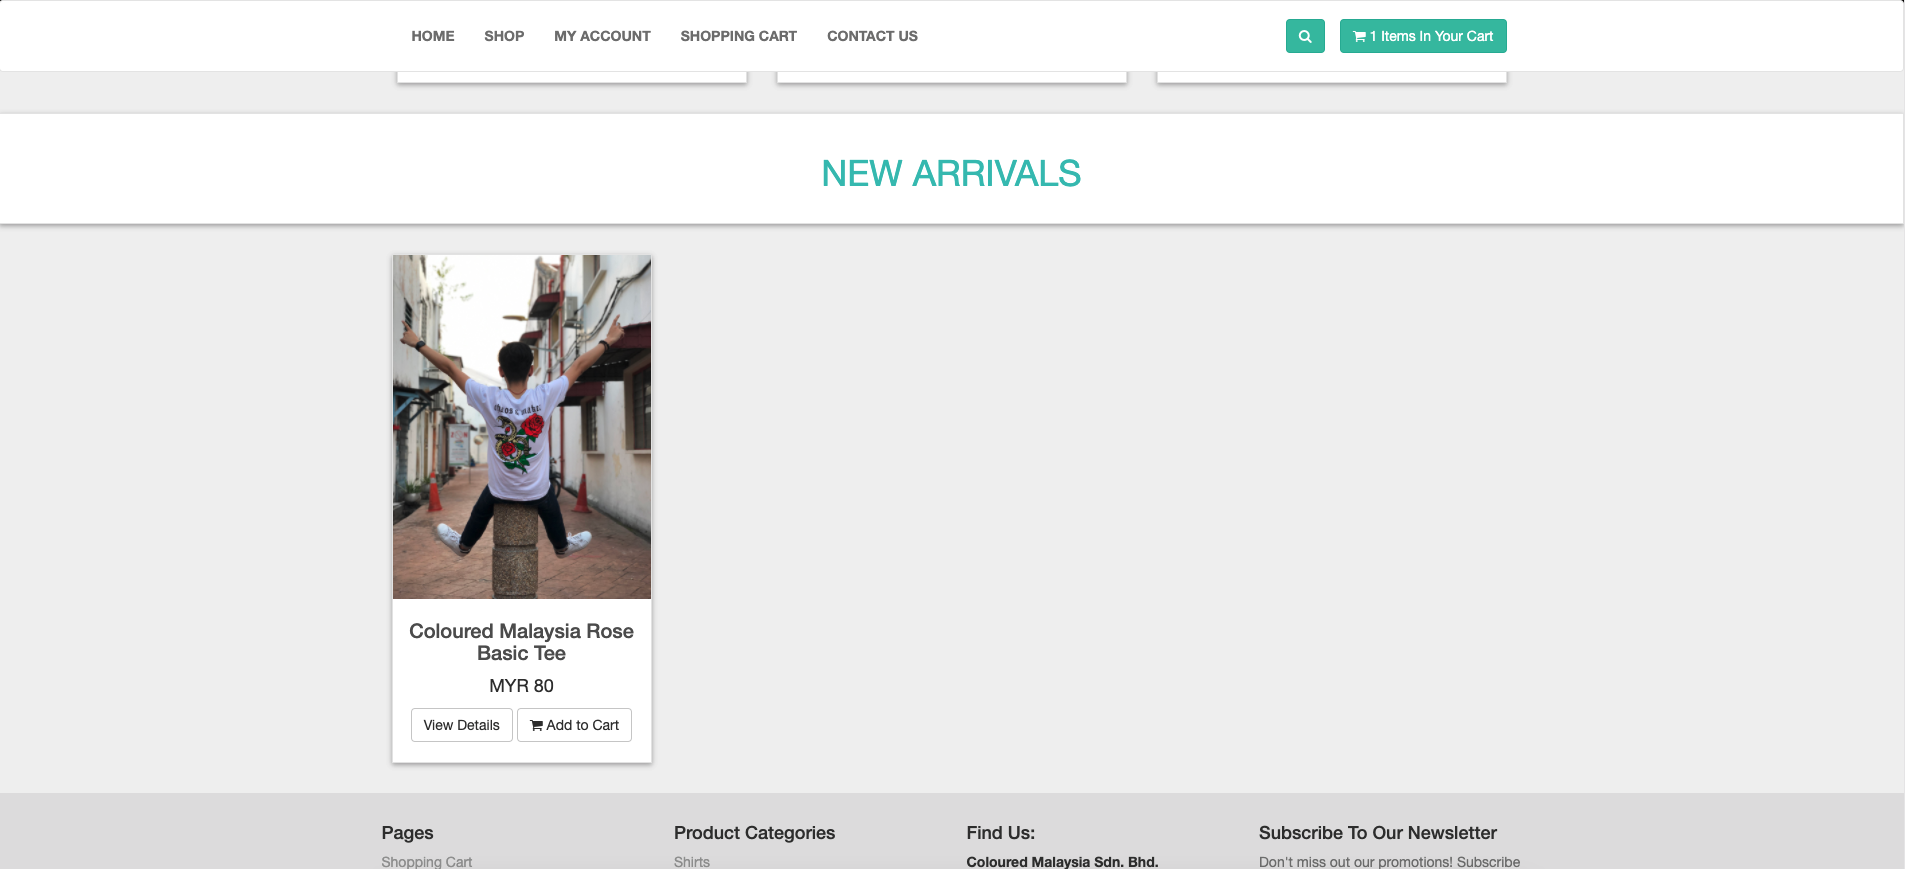 HOME SHOP MY ACCOUNT SHOPPING CART CONTACT US 1 Items In Your Cart
NEW ARRIVALS
Coloured Malaysia Rose
Basic Tee
MYR 80
View Details Add to Cart
Pages Product Categories Find Us: Subscribe To Our Newsletter
Shopping Cart Shirts Coloured Malaysia Sdn. Bhd. Don't miss out our promotions! Subscribe